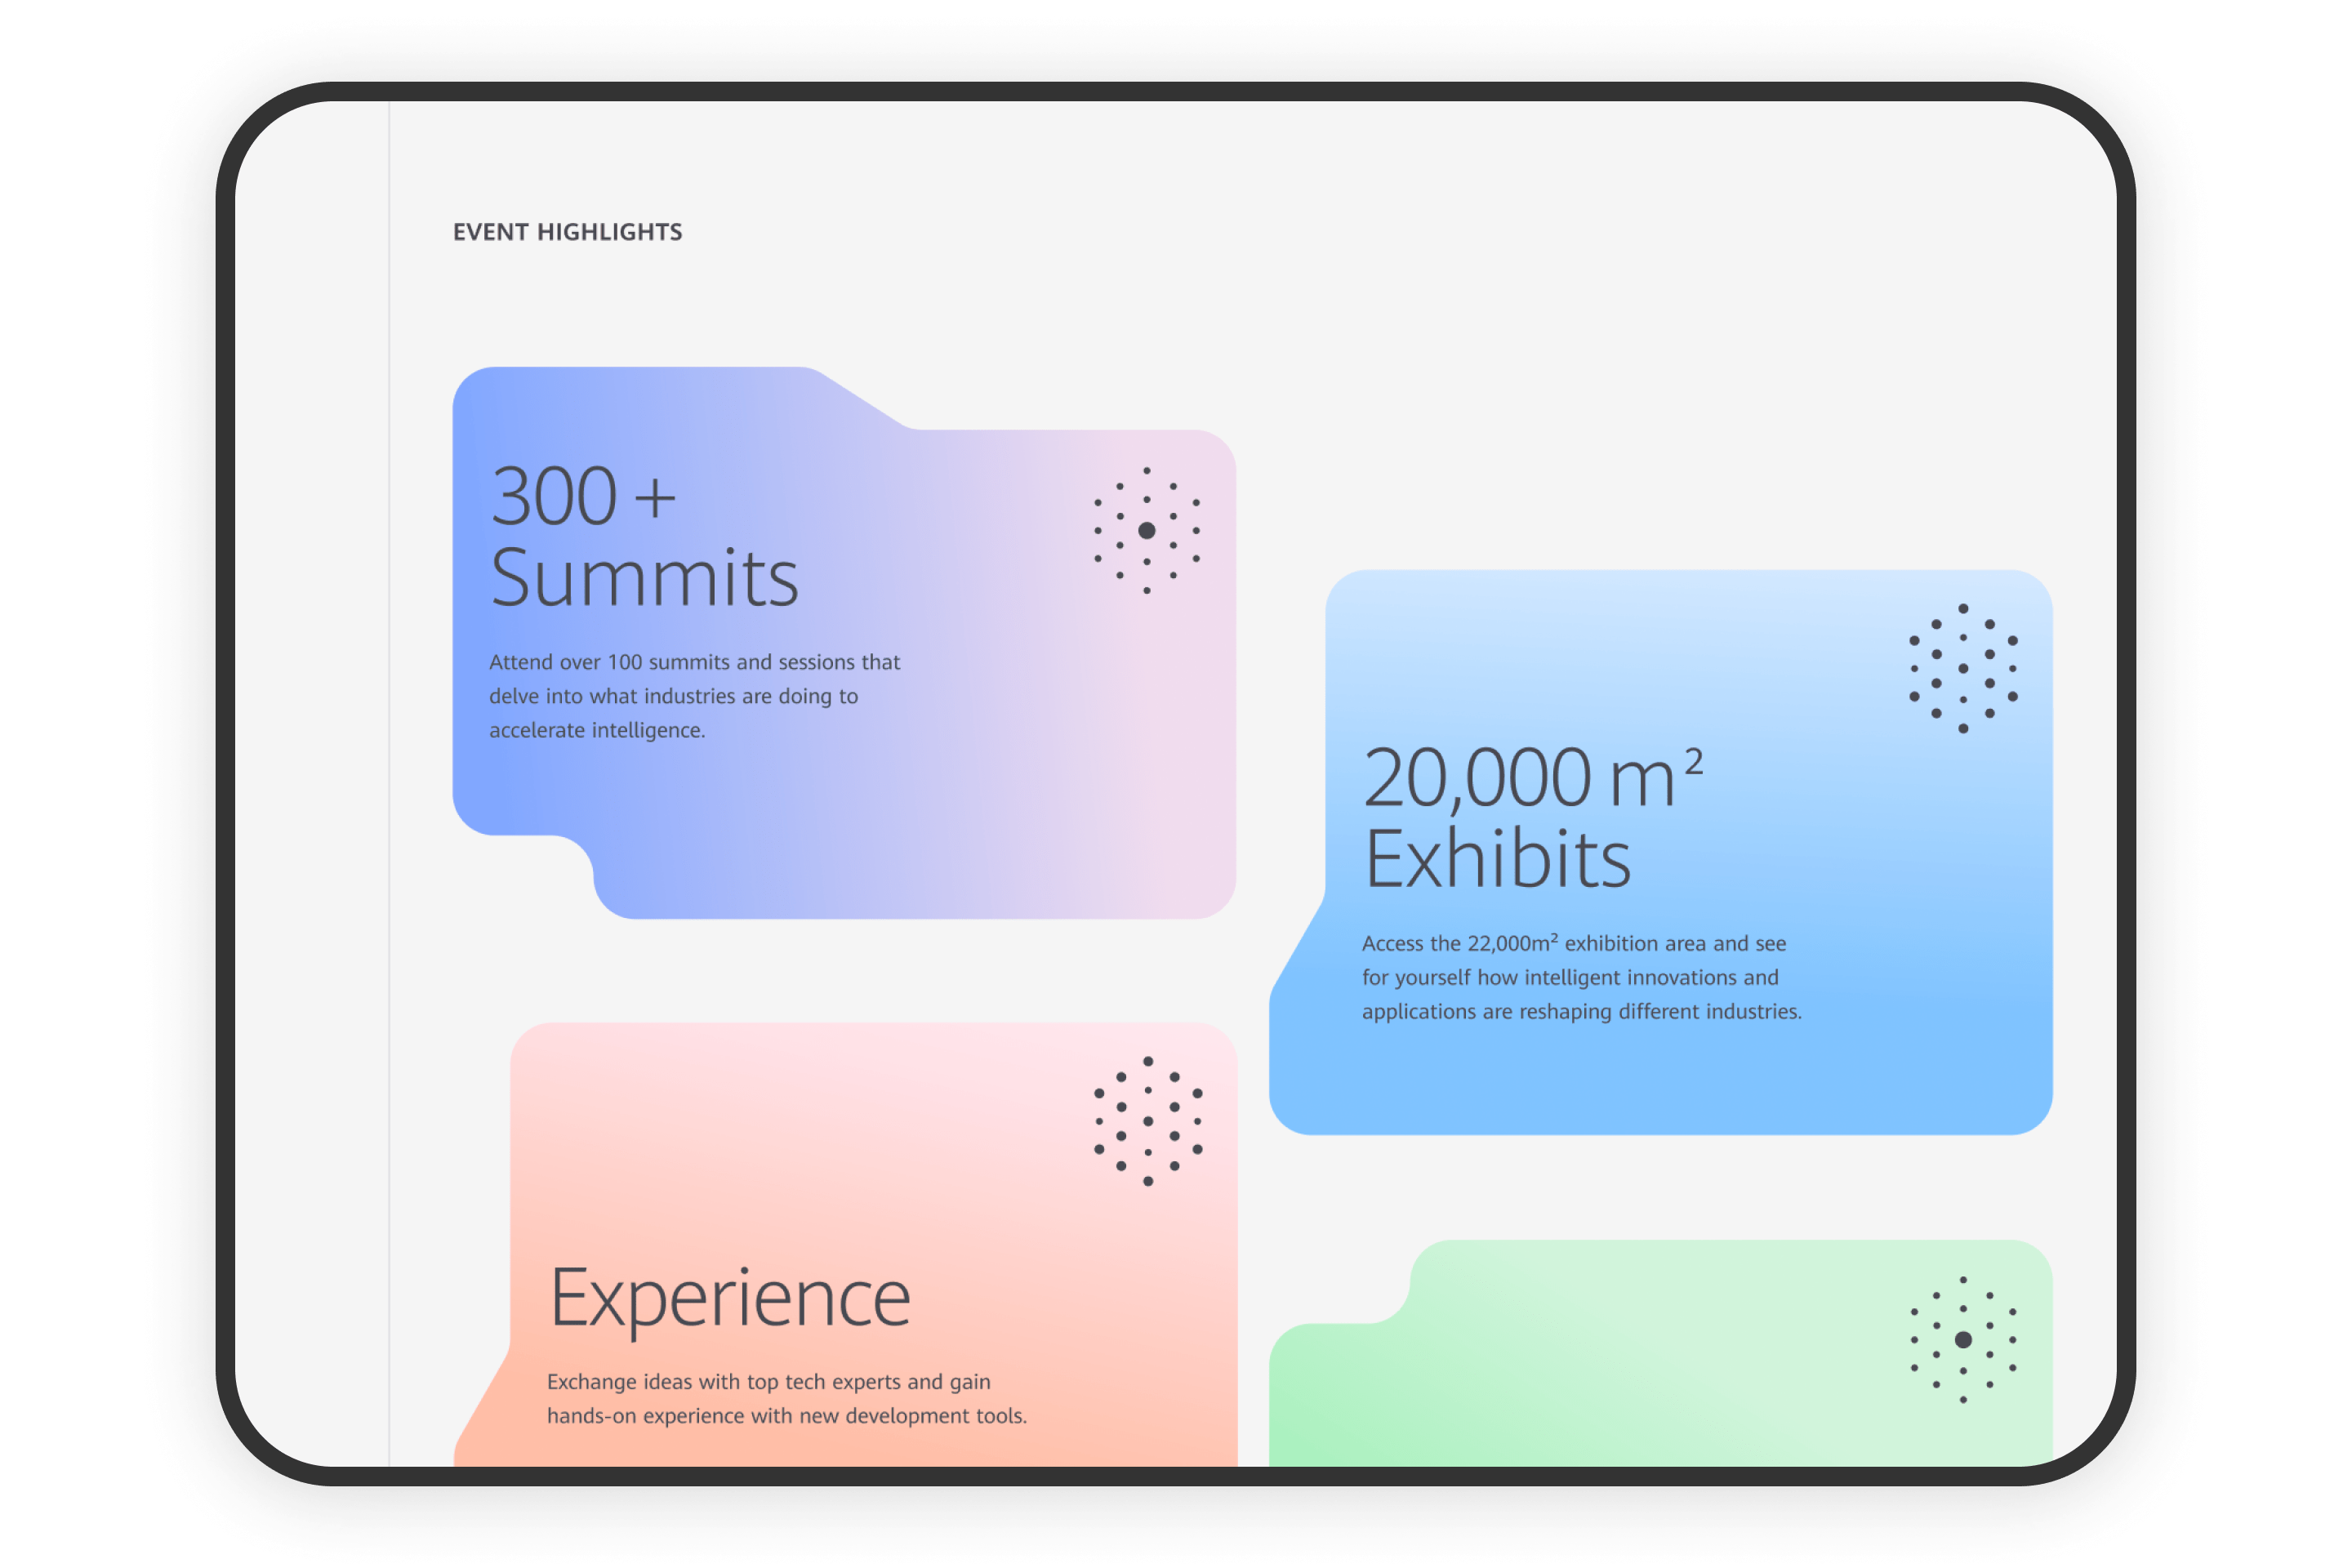 EVENT HIGHLIGHTS
300 +
Summits
Attend over 100 summits and sessions that
delve into what industries are doing to
accelerate intelligence.
20,000 m²
Exhibits
Access the 22,000m² exhibition area and see
for yourself how intelligent innovations and
applications are reshaping different industries.
Experience
Exchange ideas with top tech experts and gain
hands-on experience with new development tools.